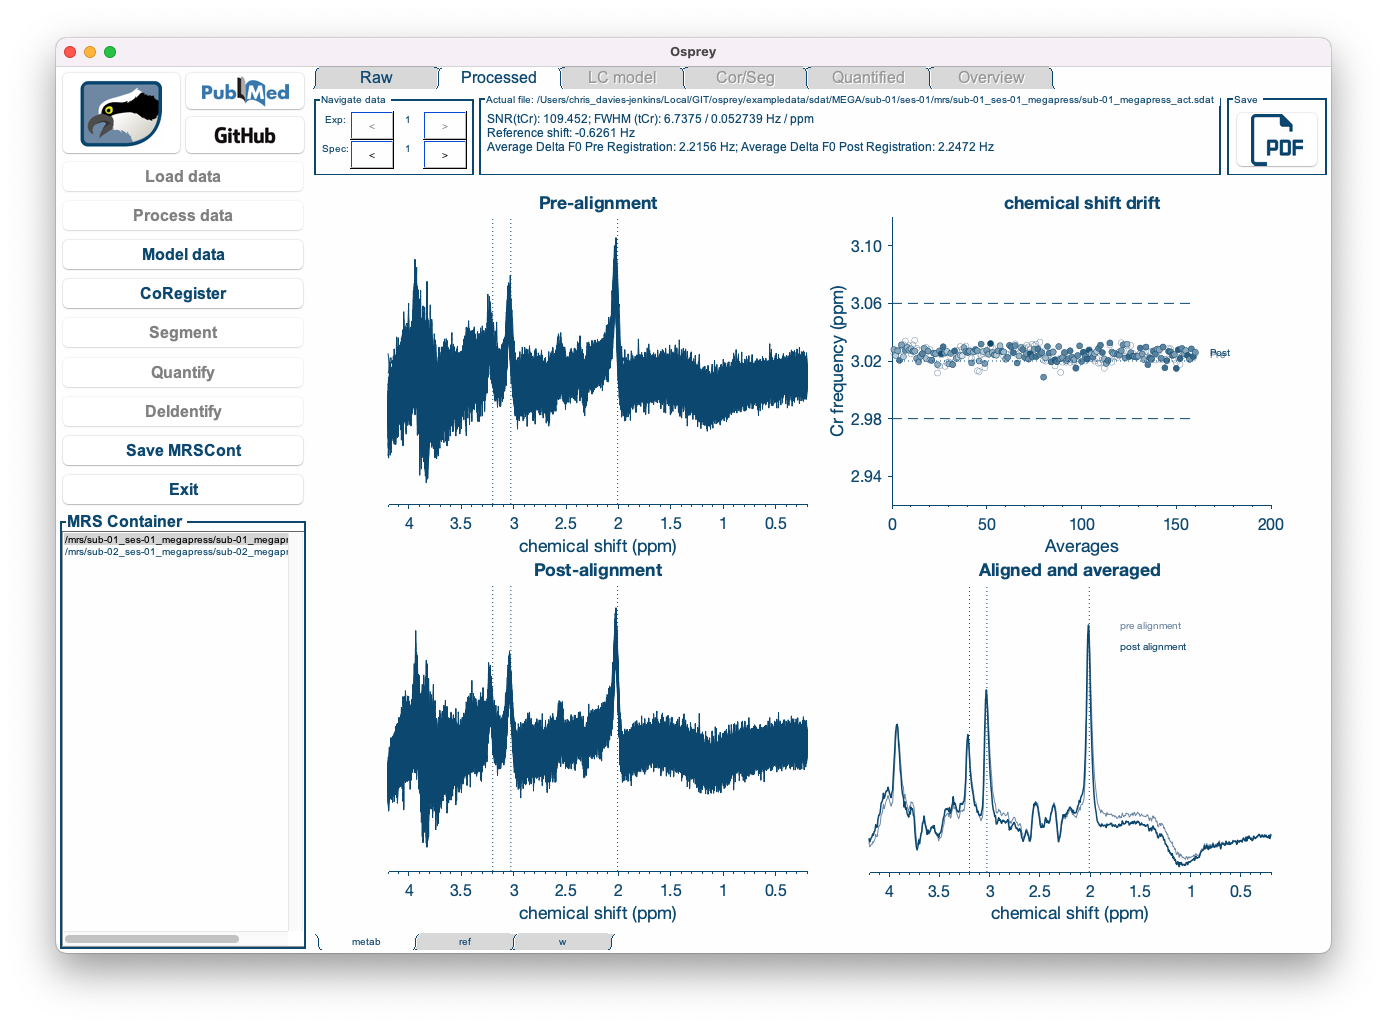 Osprey
PubMed
GitHub
Load data
Process data
Model data
CoRegister
Segment
Quantify
DeIdentify
Save MRSCont
Exit
MRS Container
/mrs/sub-01_ses-01_megapress/sub-01_megapr
/mrs/sub-02_ses-01_megapress/sub-02_megapr
Raw
Processed
LC model
Cor/Seg
Quantified
Overview
Navigate data
Exp: < 1 >
Spec: < 1 >
Actual file: /Users/chris_davies-jenkins/Local/GIT/osprey/exampledata/sdat/MEGA/sub-01/ses-01/mrs/sub-01_ses-01_megapress/sub-01_megapress_act.sdat
SNR(tCr): 109.452; FWHM (tCr): 6.7375 / 0.052739 Hz / ppm
Reference shift: -0.6261 Hz
Average Delta F0 Pre Registration: 2.2156 Hz; Average Delta F0 Post Registration: 2.2472 Hz
Save
PDF
Pre-alignment
4 3.5 3 2.5 2 1.5 1 0.5
chemical shift (ppm)
chemical shift drift
Cr frequency (ppm)
3.10
3.06
3.02
2.98
2.94
Post
0 50 100 150 200
Averages
Post-alignment
4 3.5 3 2.5 2 1.5 1 0.5
chemical shift (ppm)
Aligned and averaged
pre alignment
post alignment
4 3.5 3 2.5 2 1.5 1 0.5
chemical shift (ppm)
metab
ref
w